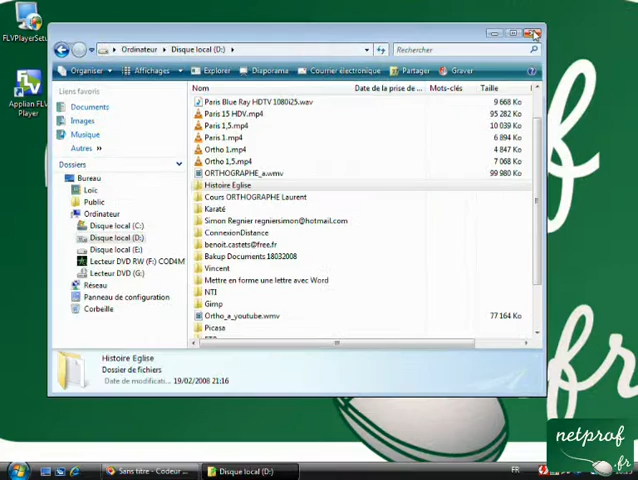 FLVPlayerSetu
Applian FLV
Player
Ordinateur
Disque local (D:)
Rechercher
Organiser
Affichages
Explorer
Diaporama
Courrier électronique
Partager
Graver
Liens favoris
Documents
Images
Musique
Autres »
Dossiers
Bureau
Loic
Public
Ordinateur
Disque local (C:)
Disque local (D:)
Disque local (E:)
Lecteur DVD RW (F:) COD4M
Lecteur DVD (G:)
Réseau
Panneau de configuration
Corbeille
Nom Date de la prise de ... Mots-clés Taille
Paris Blue Ray HDTV 1080i25.wav 9 668 Ko
Paris 15 HDV.mp4 95 282 Ko
Paris 1,5.mp4 10 039 Ko
Paris 1.mp4 6 894 Ko
Ortho 1.mp4 4 847 Ko
Ortho 1,5.mp4 7 068 Ko
ORTHOGRAPHE_a.wmv 99 980 Ko
Histoire Eglise
Cours ORTHOGRAPHE Laurent
Karaté
Simon Regnier regniersimon@hotmail.com
ConnexionDistance
benoit.castets@free.fr
Bakup Documents 18032008
Vincent
Mettre en forme une lettre avec Word
NTI
Gimp
Ortho_a_youtube.wmv 77 164 Ko
Picasa
Histoire Eglise
Dossier de fichiers
Date de modificati... 19/02/2008 21:16
Sans titre - Codeur ...
Disque local (D:)
FR
netprof
.fr